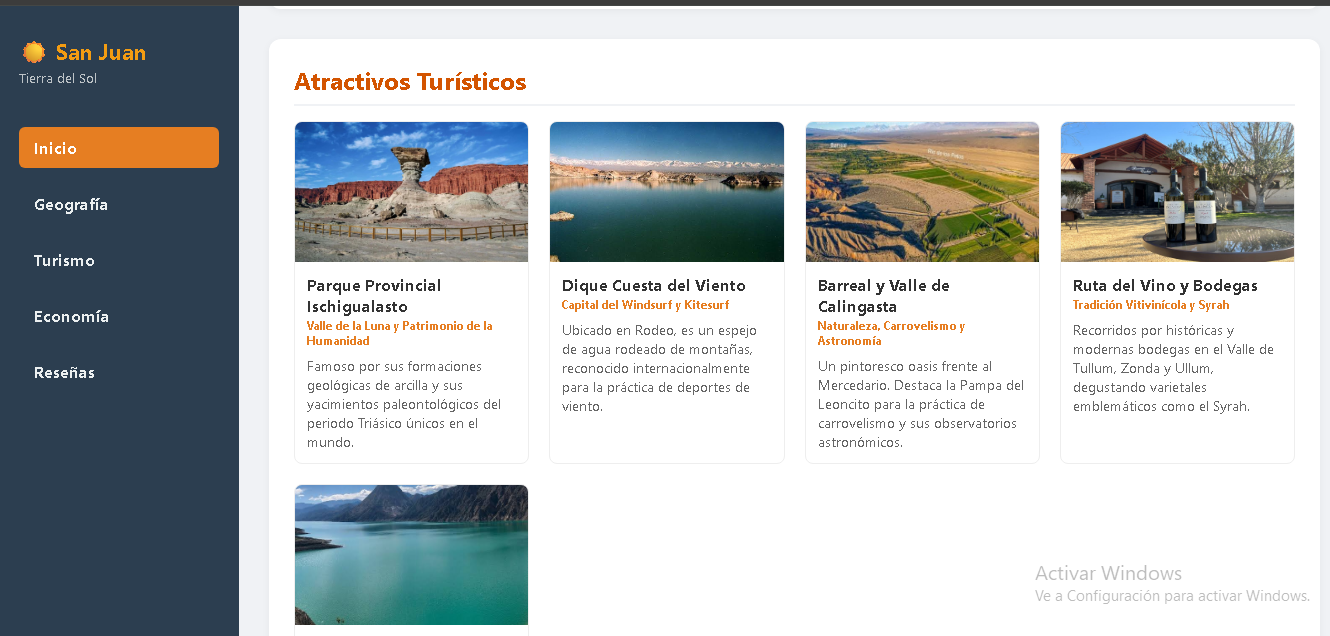 San Juan
Tierra del Sol
Inicio
Geografía
Turismo
Economía
Reseñas
Atractivos Turísticos
Parque Provincial
Ischigualasto
Valle de la Luna y Patrimonio de la
Humanidad
Famoso por sus formaciones
geológicas de arcilla y sus
yacimientos paleontológicos del
periodo Triásico únicos en el
mundo.
Dique Cuesta del Viento
Capital del Windsurf y Kitesurf
Ubicado en Rodeo, es un espejo
de agua rodeado de montañas,
reconocido internacionalmente
para la práctica de deportes de
viento.
Barreal
Barreal y Valle de
Calingasta
Naturaleza, Carrovelismo y
Astronomía
Un pintoresco oasis frente al
Mercedario. Destaca la Pampa del
Leoncito para la práctica de
carrovelismo y sus observatorios
astronómicos.
Ruta del Vino y Bodegas
Tradición Vitivinícola y Syrah
Recorridos por históricas y
modernas bodegas en el Valle de
Tullum, Zonda y Ullum,
degustando varietales
emblemáticos como el Syrah.
Activar Windows
Ve a Configuración para activar Windows.